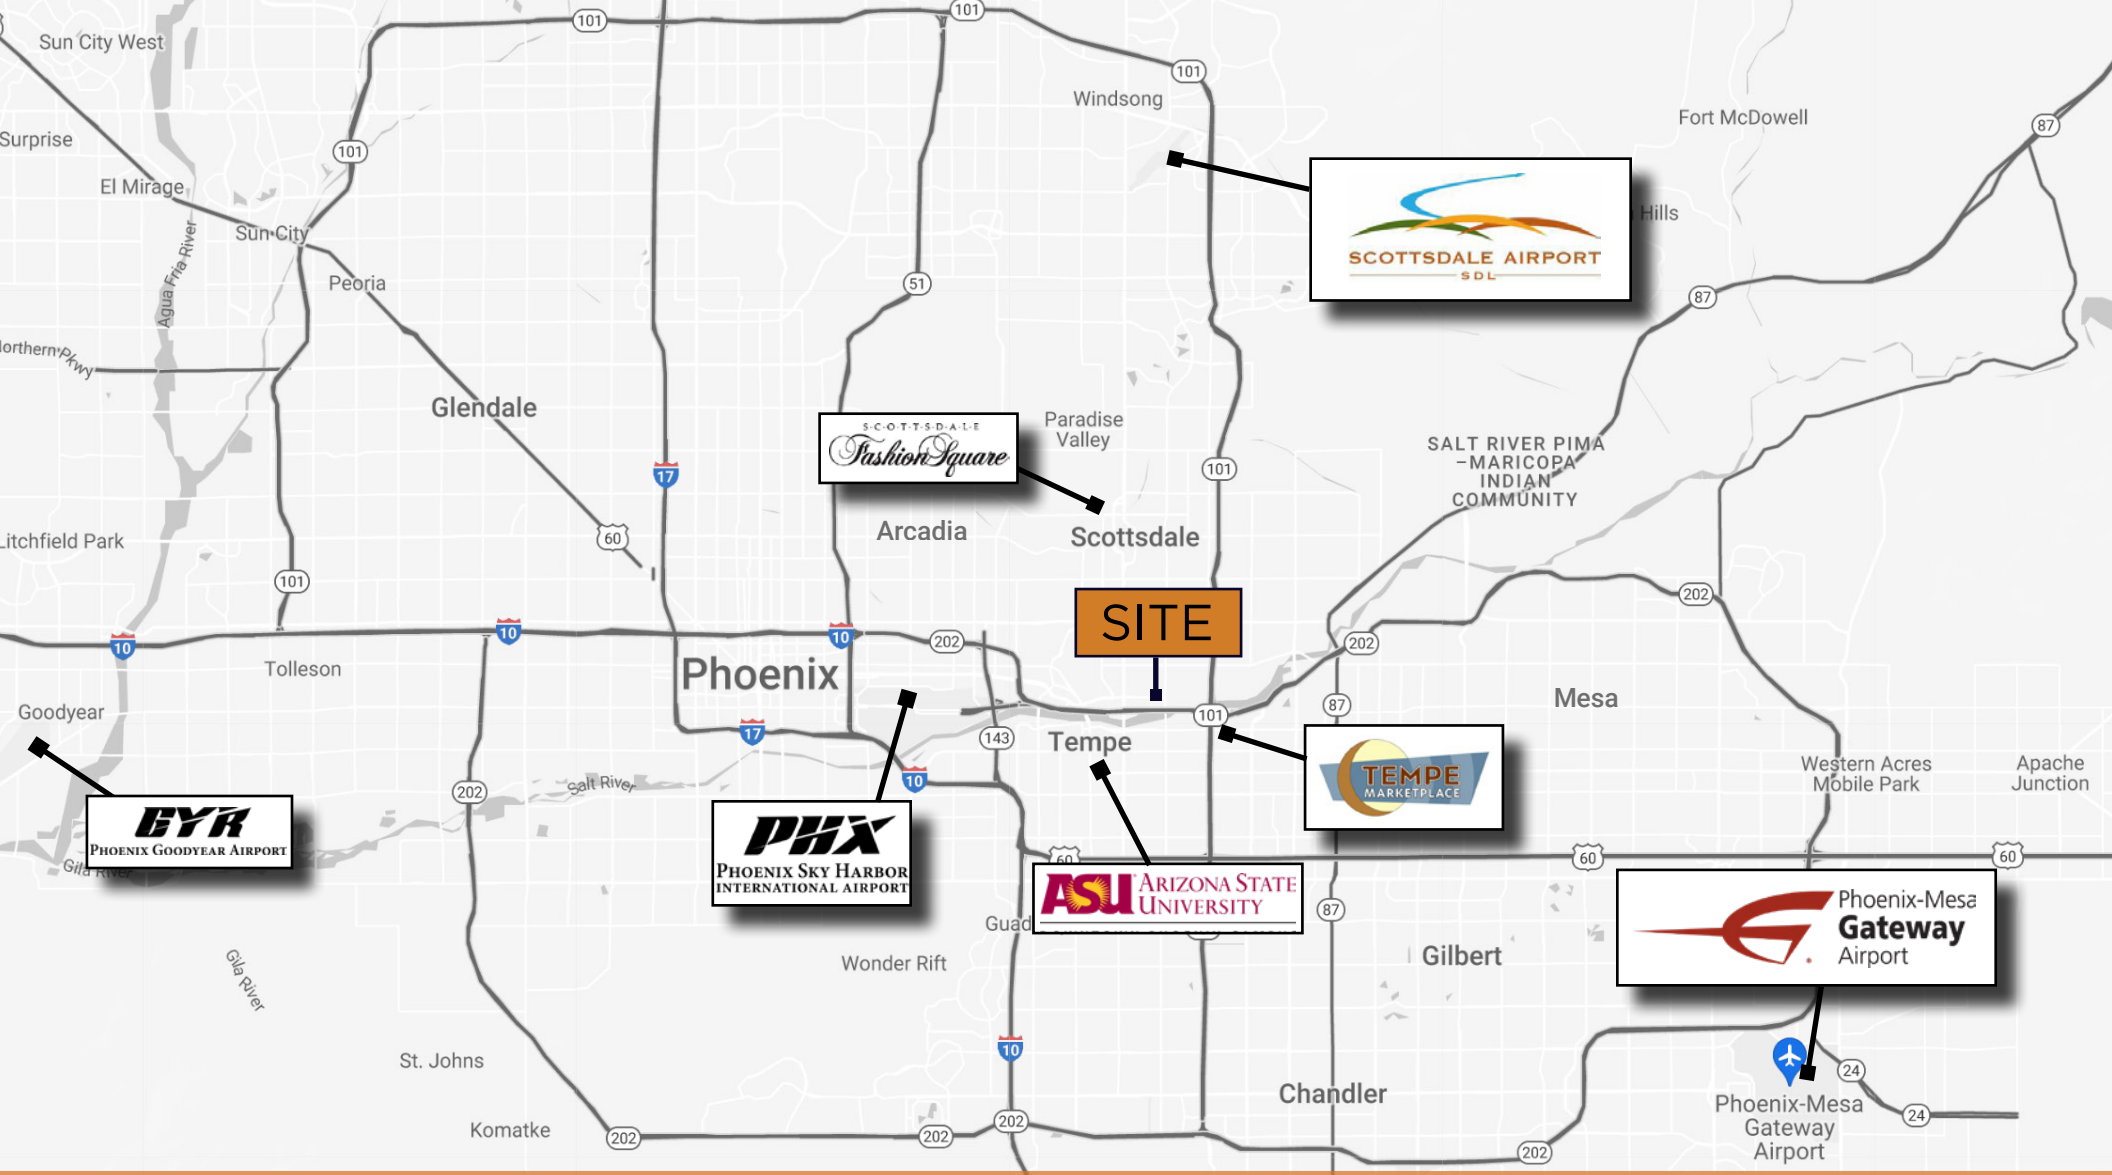 101
101
Sun City West
101
Windsong
Fort McDowell
87
Surprise
101
El Mirage
Hills
Sun City
Agua Fria River
SCOTTSDALE AIRPORT
SDL
Peoria
51
87
orthern Pkwy
Glendale
S·C·O·T·T·S·D·A·L·E
Fashion Square
Paradise
Valley
SALT RIVER PIMA
–MARICOPA
INDIAN
COMMUNITY
17
101
Arcadia
Scottsdale
60
Litchfield Park
101
202
SITE
10
10
10
202
202
Tolleson
Phoenix
Mesa
Goodyear
87
101
17
143
Tempe
TEMPE
MARKETPLACE
Western Acres
Mobile Park
Apache
Junction
10
Salt River
202
GYR
PHOENIX GOODYEAR AIRPORT
Gila River
PHX
PHOENIX SKY HARBOR
INTERNATIONAL AIRPORT
60
60
60
ASU ARIZONA STATE
UNIVERSITY
87
Guad
Phoenix-Mesa
Gateway
Airport
Gilbert
Wonder Rift
Gila River
10
St. Johns
24
Chandler
Phoenix-Mesa
Gateway
Airport
24
Komatke
202
202
202
202